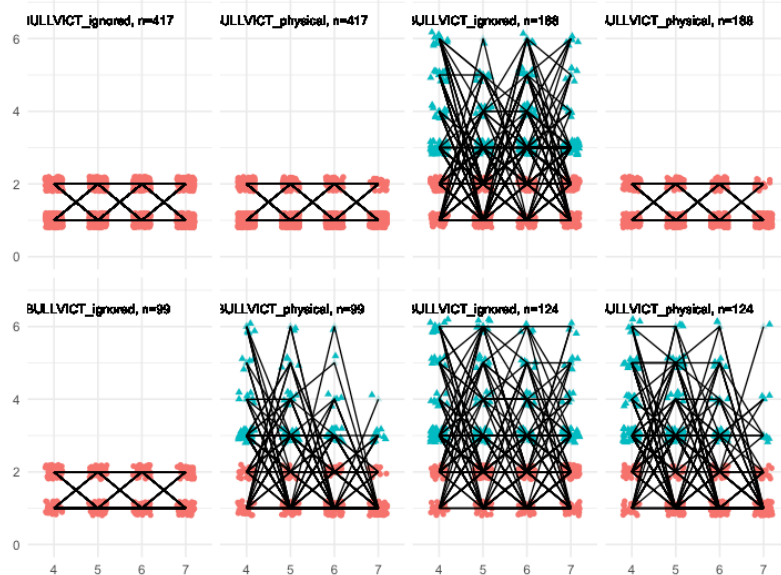 BULLVICT_ignored, n=417
BULLVICT_physical, n=417
BULLVICT_ignored, n=188
BULLVICT_physical, n=188
6
4
2
0
BULLVICT_ignored, n=99
BULLVICT_physical, n=99
BULLVICT_ignored, n=124
BULLVICT_physical, n=124
6
4
2
0
4 5 6 7 4 5 6 7 4 5 6 7 4 5 6 7